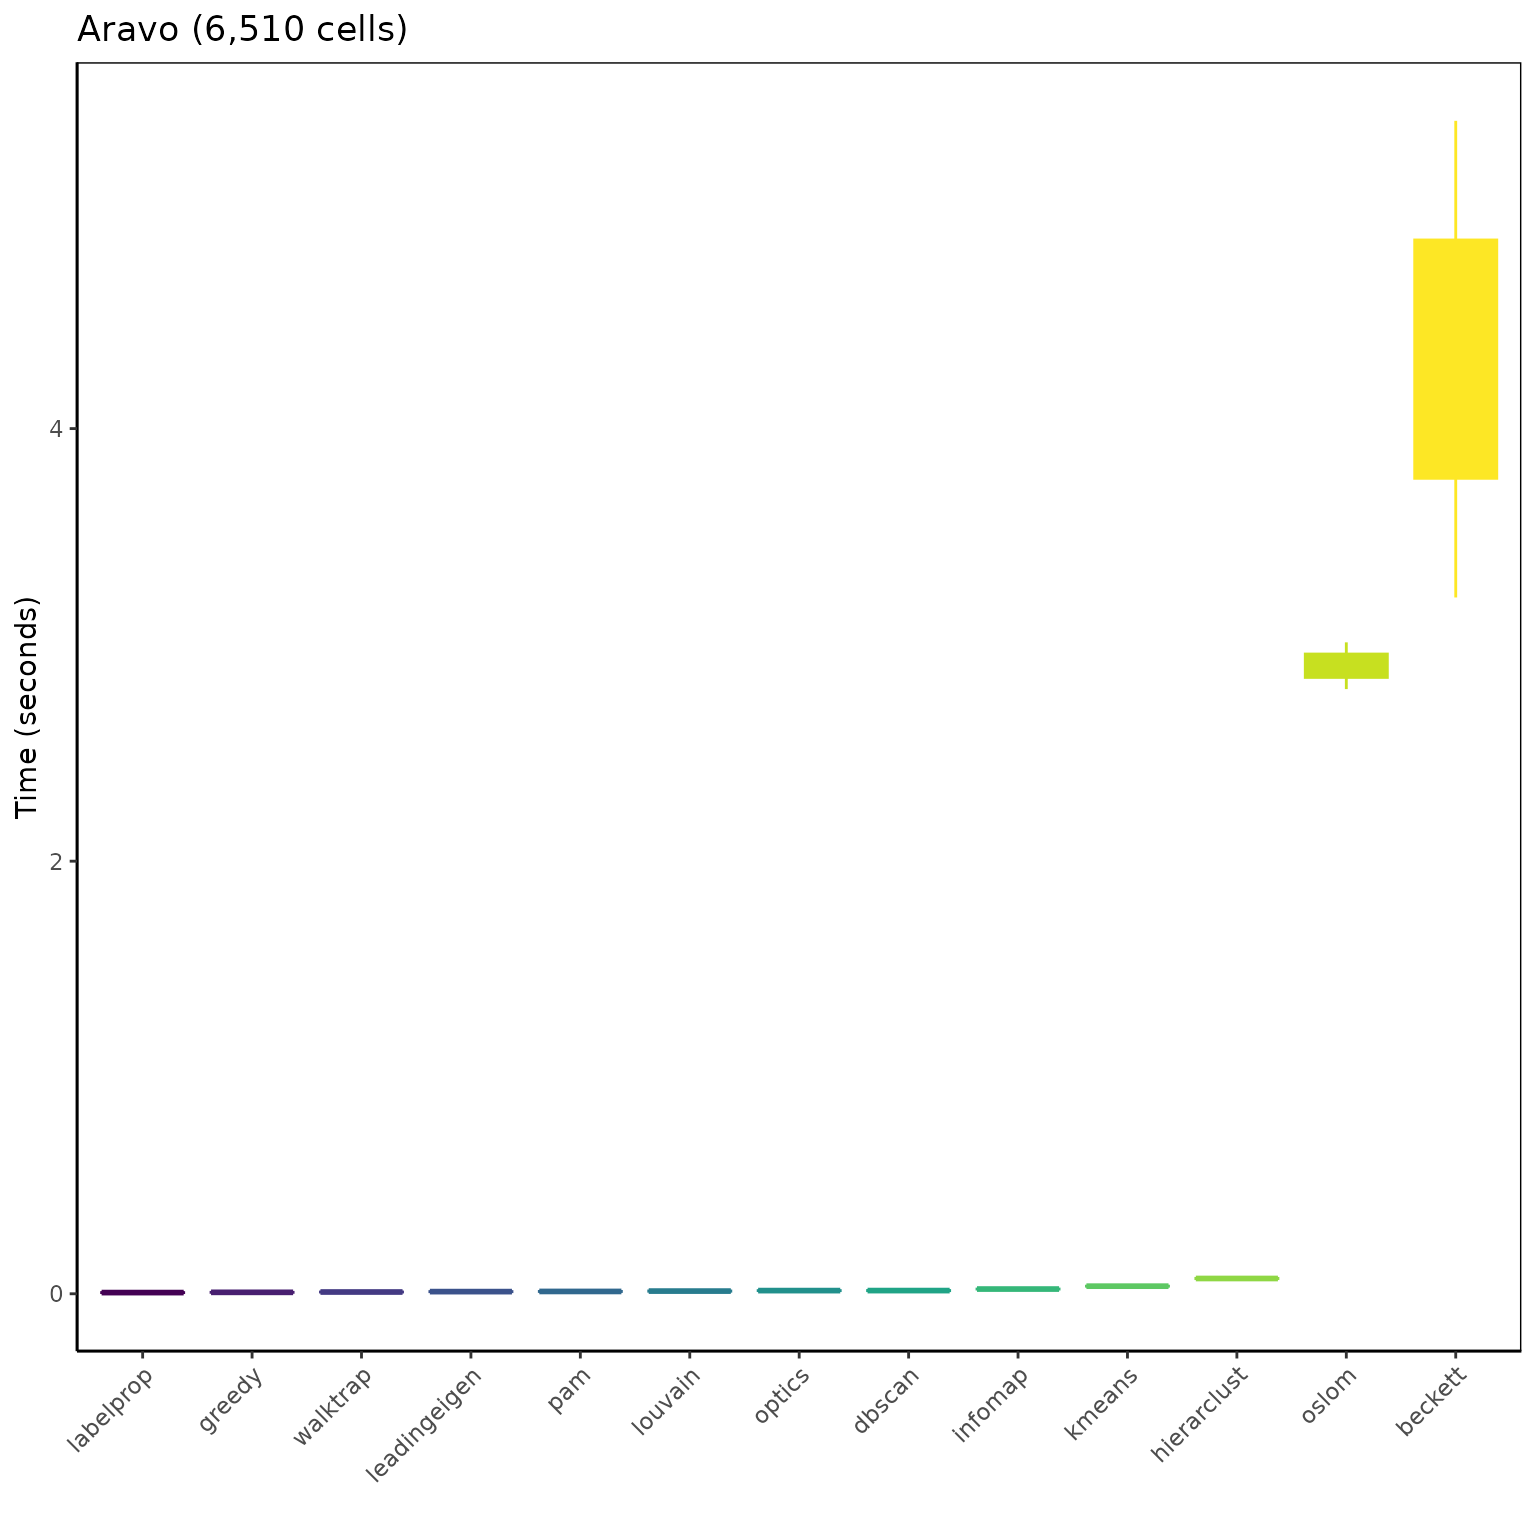 Aravo (6,510 cells)
Time (seconds)
4
2
0
labelprop
greedy
walktrap
leadingeigen
pam
louvain
optics
dbscan
infomap
kmeans
hierarclust
oslom
beckett